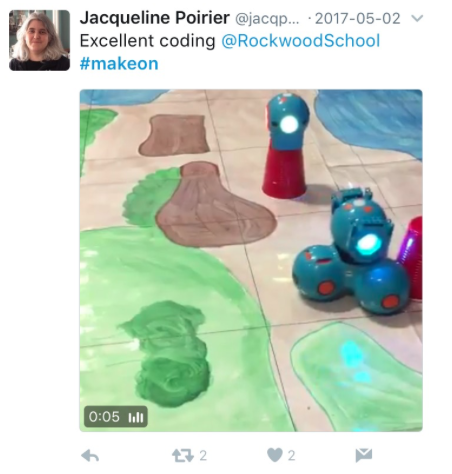 Jacqueline Poirier @jacqp... · 2017-05-02
Excellent coding @RockwoodSchool
#makeon
0:05
2 2